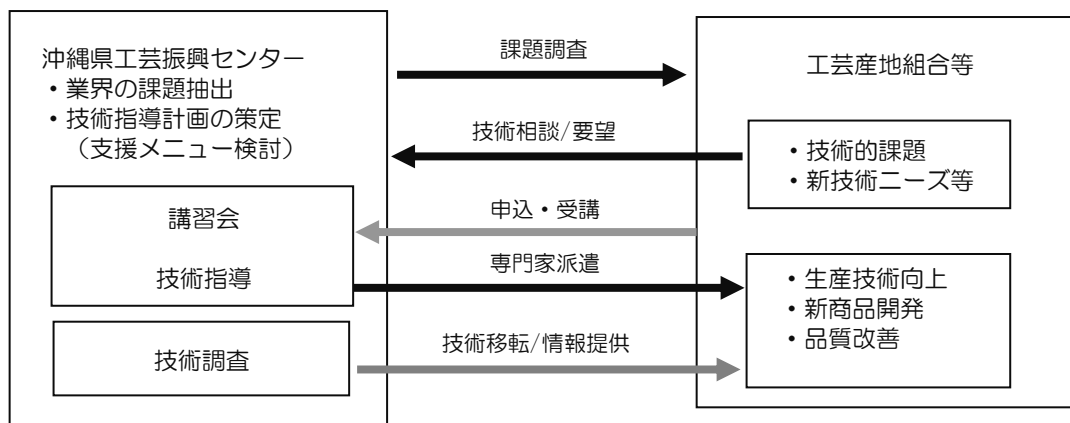 沖縄県工芸振興センター
・業界の課題抽出
・技術指導計画の策定
（支援メニュー検討）
講習会
技術指導
技術調査
課題調査
技術相談/要望
申込・受講
専門家派遣
技術移転/情報提供
工芸産地組合等
・技術的課題
・新技術ニーズ等
・生産技術向上
・新商品開発
・品質改善